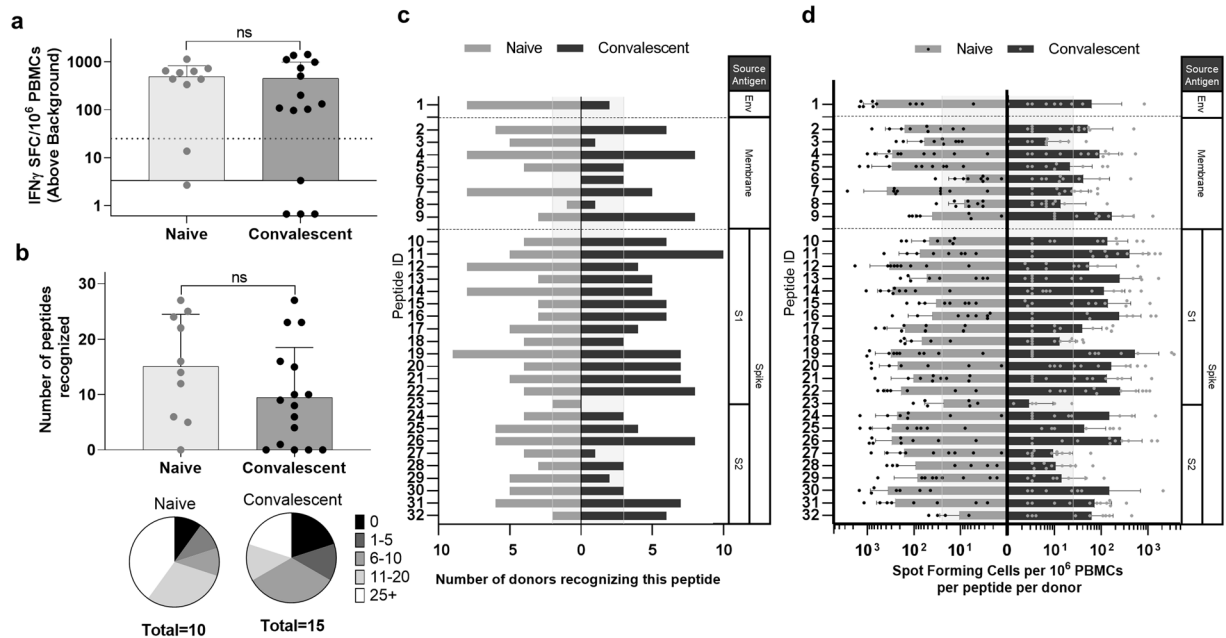 a
ns
IFNγ SFC/10⁶ PBMCs
(Above Background)
1000
100
10
1
Naive
Convalescent
b
ns
Number of peptides
recognized
30
20
10
0
Naive
Convalescent
Naive
Convalescent
0
1-5
6-10
11-20
25+
Total=10
Total=15
c
Naive
Convalescent
Source
Antigen
Env
Membrane
Spike
S1
S2
Peptide ID
1
2
3
4
5
6
7
8
9
10
11
12
13
14
15
16
17
18
19
20
21
22
23
24
25
26
27
28
29
30
31
32
10
5
0
5
10
Number of donors recognizing this peptide
d
Naive
Convalescent
Source
Antigen
Env
Membrane
Spike
S1
S2
Peptide ID
1
2
3
4
5
6
7
8
9
10
11
12
13
14
15
16
17
18
19
20
21
22
23
24
25
26
27
28
29
30
31
32
10³
10²
10¹
0
10¹
10²
10³
Spot Forming Cells per 10⁶ PBMCs
per peptide per donor